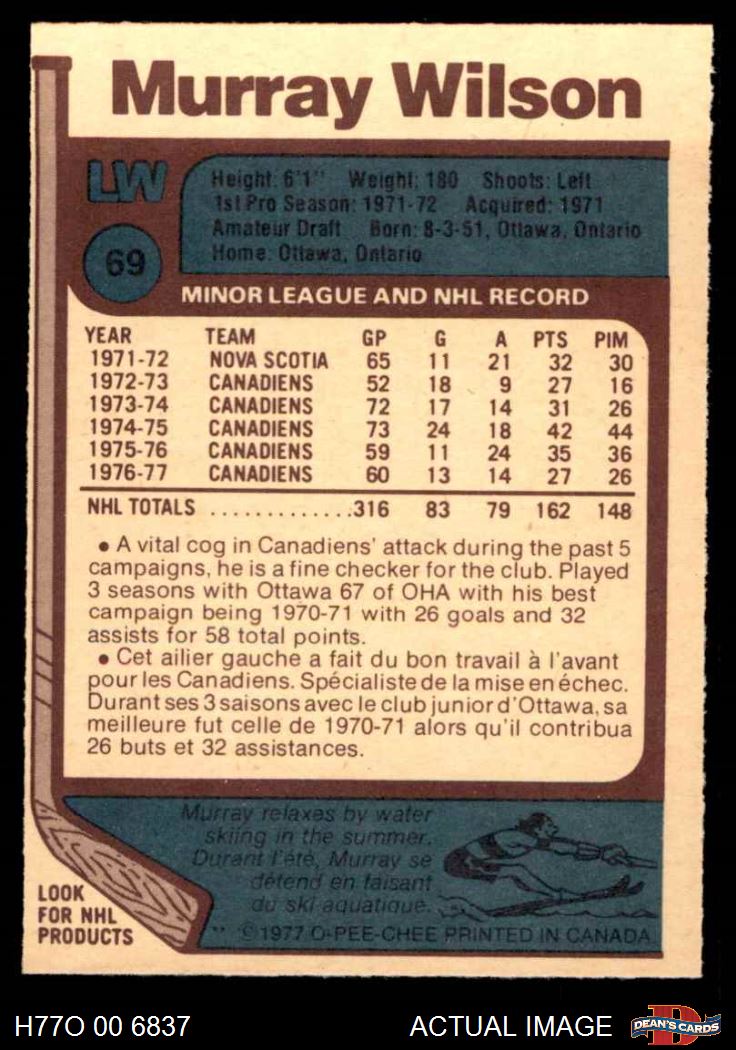 Murray Wilson
LW
Height: 6'1" Weight: 180 Shoots: Left
1st Pro Season: 1971-72 Acquired: 1971
Amateur Draft Born: 8-3-51, Ottawa, Ontario
Home: Ottawa, Ontario
69
MINOR LEAGUE AND NHL RECORD
YEAR TEAM GP G A PTS PIM
1971-72 NOVA SCOTIA 65 11 21 32 30
1972-73 CANADIENS 52 18 9 27 16
1973-74 CANADIENS 72 17 14 31 26
1974-75 CANADIENS 73 24 18 42 44
1975-76 CANADIENS 59 11 24 35 36
1976-77 CANADIENS 60 13 14 27 26
NHL TOTALS .............316 83 79 162 148
• A vital cog in Canadiens' attack during the past 5
campaigns, he is a fine checker for the club. Played
3 seasons with Ottawa 67 of OHA with his best
campaign being 1970-71 with 26 goals and 32
assists for 58 total points.
• Cet ailier gauche a fait du bon travail à l'avant
pour les Canadiens. Spécialiste de la mise en échec.
Durant ses 3 saisons avec le club junior d'Ottawa, sa
meilleure fut celle de 1970-71 alors qu'il contribua
26 buts et 32 assistances.
Murray relaxes by water
skiing in the summer.
Durant l'été, Murray se
détend en faisant
du ski aquatique.
LOOK
FOR NHL
PRODUCTS
** ©1977 O-PEE-CHEE PRINTED IN CANADA
H77O 00 6837 ACTUAL IMAGE DEAN'S CARDS